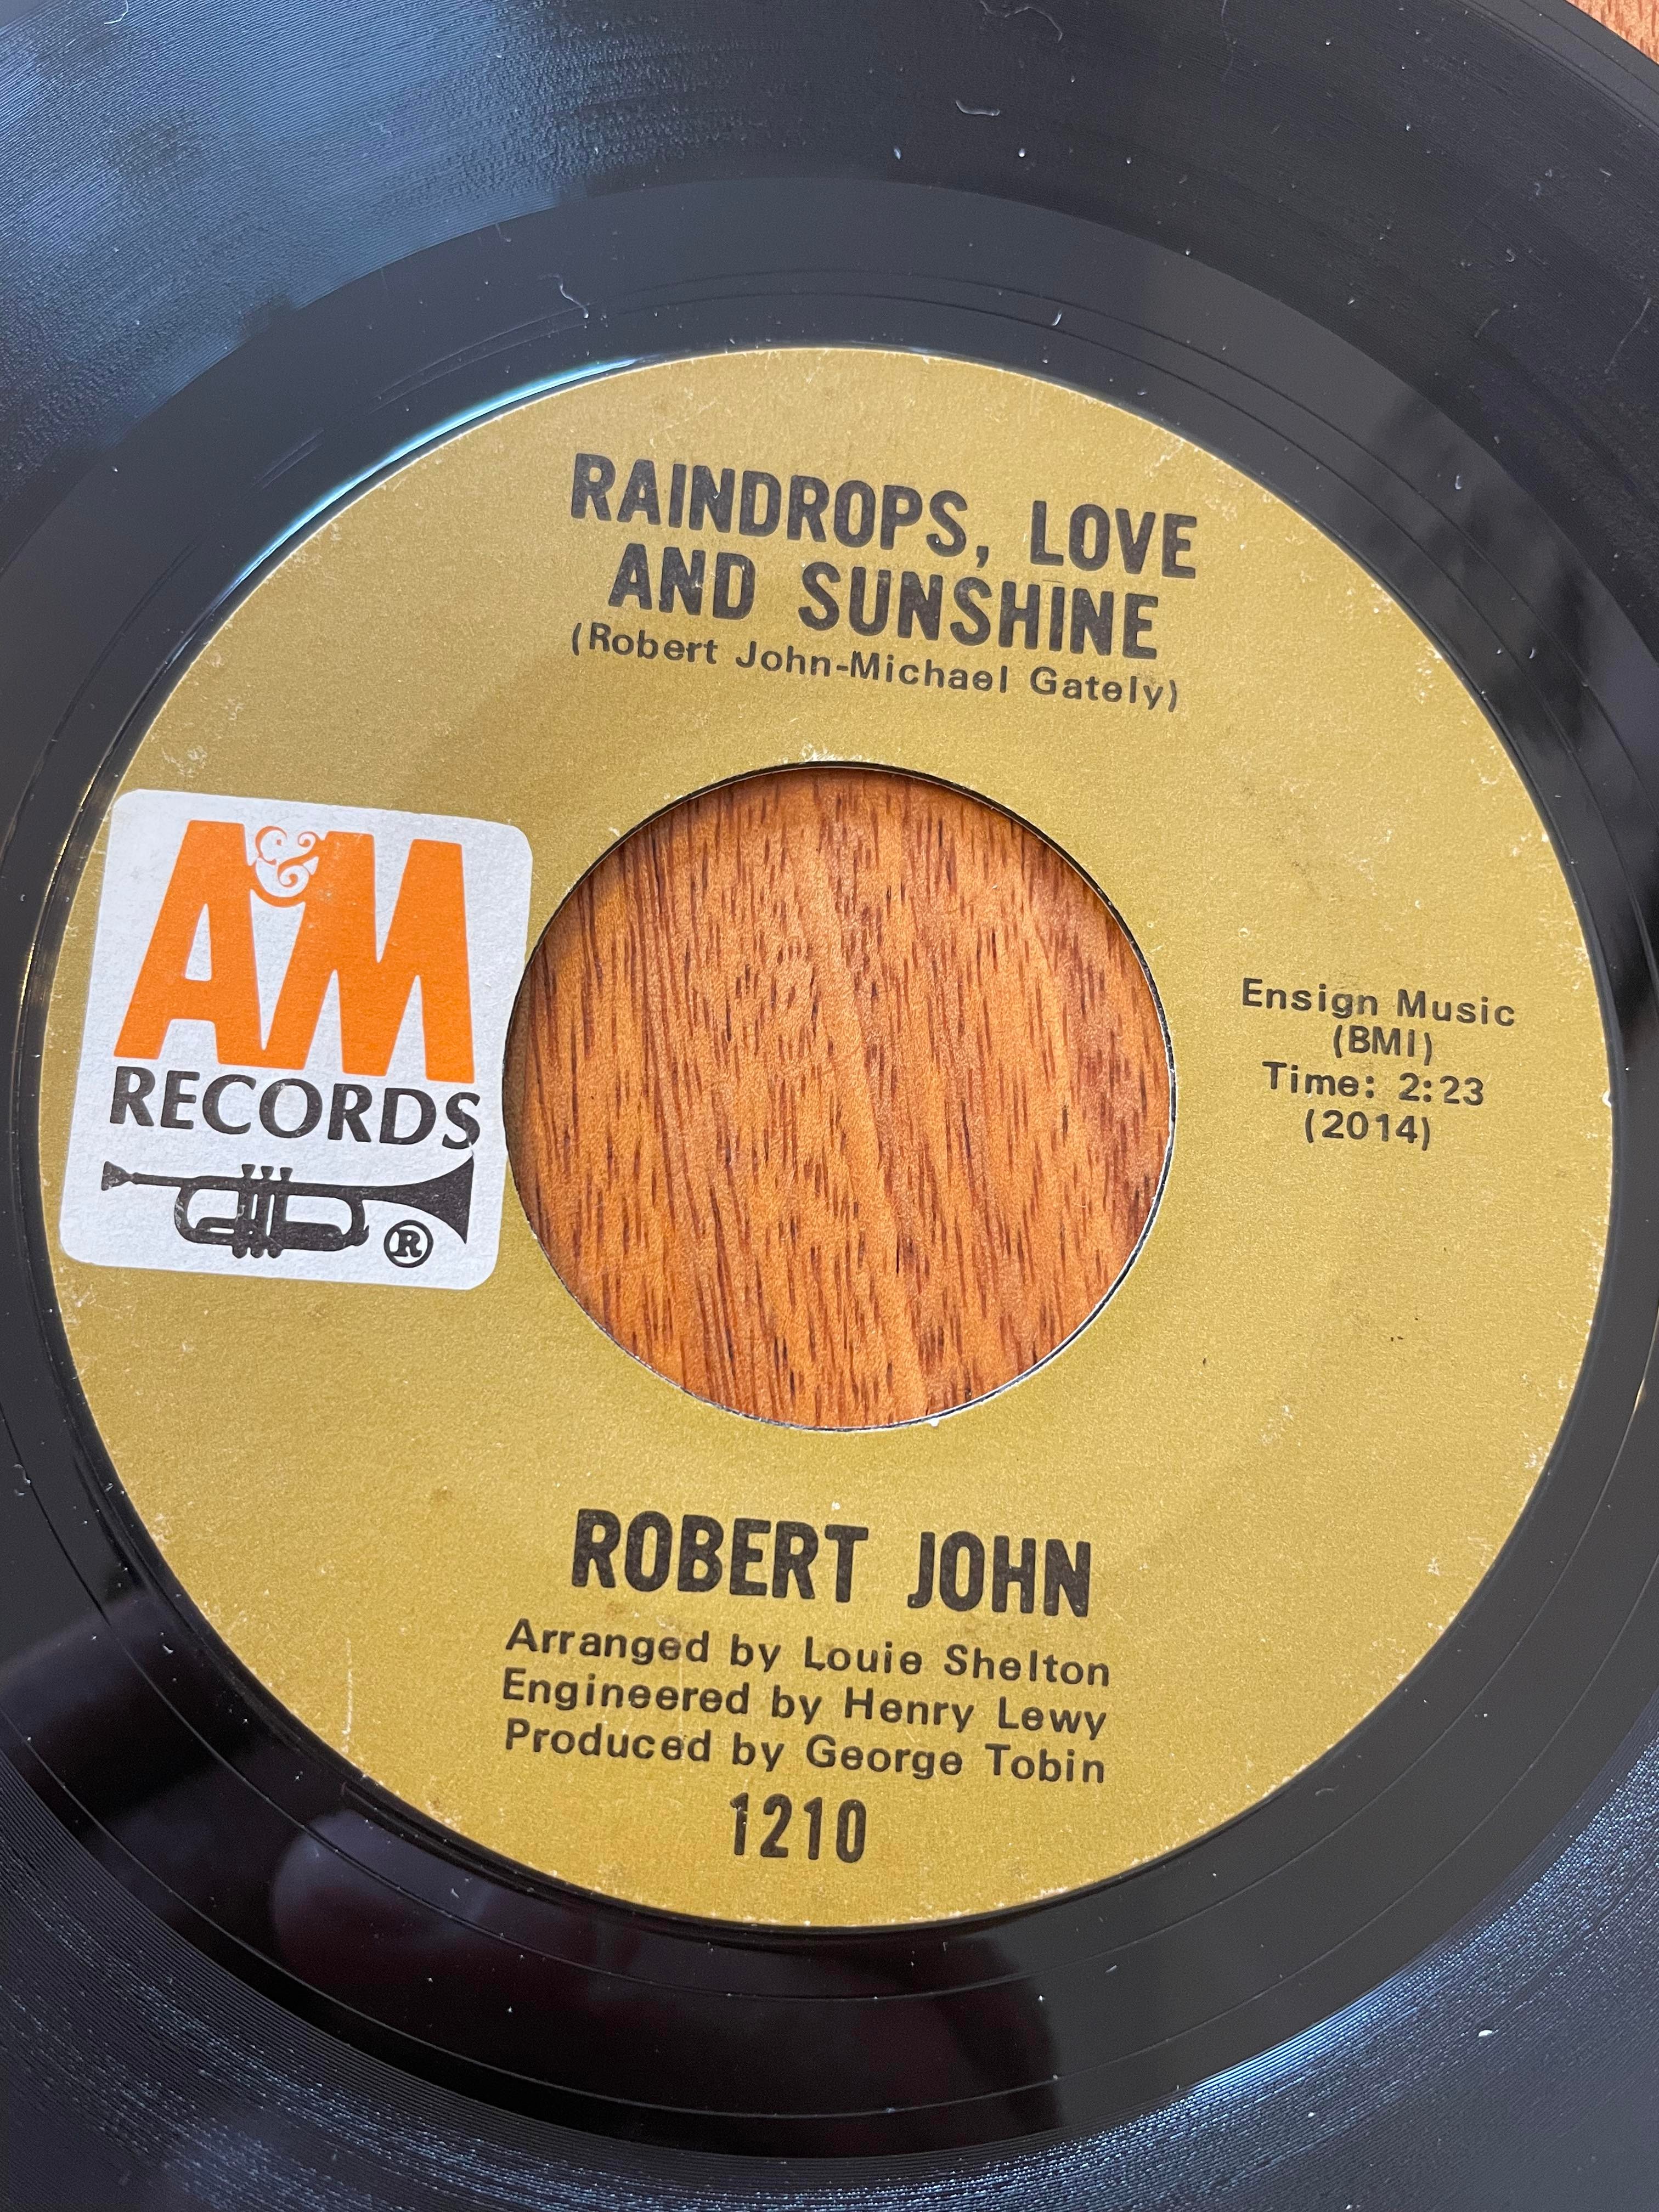 RAINDROPS, LOVE
AND SUNSHINE
(Robert John-Michael Gately)
A&M
RECORDS
®
Ensign Music
(BMI)
Time: 2:23
(2014)
ROBERT JOHN
Arranged by Louie Shelton
Engineered by Henry Lewy
Produced by George Tobin
1210